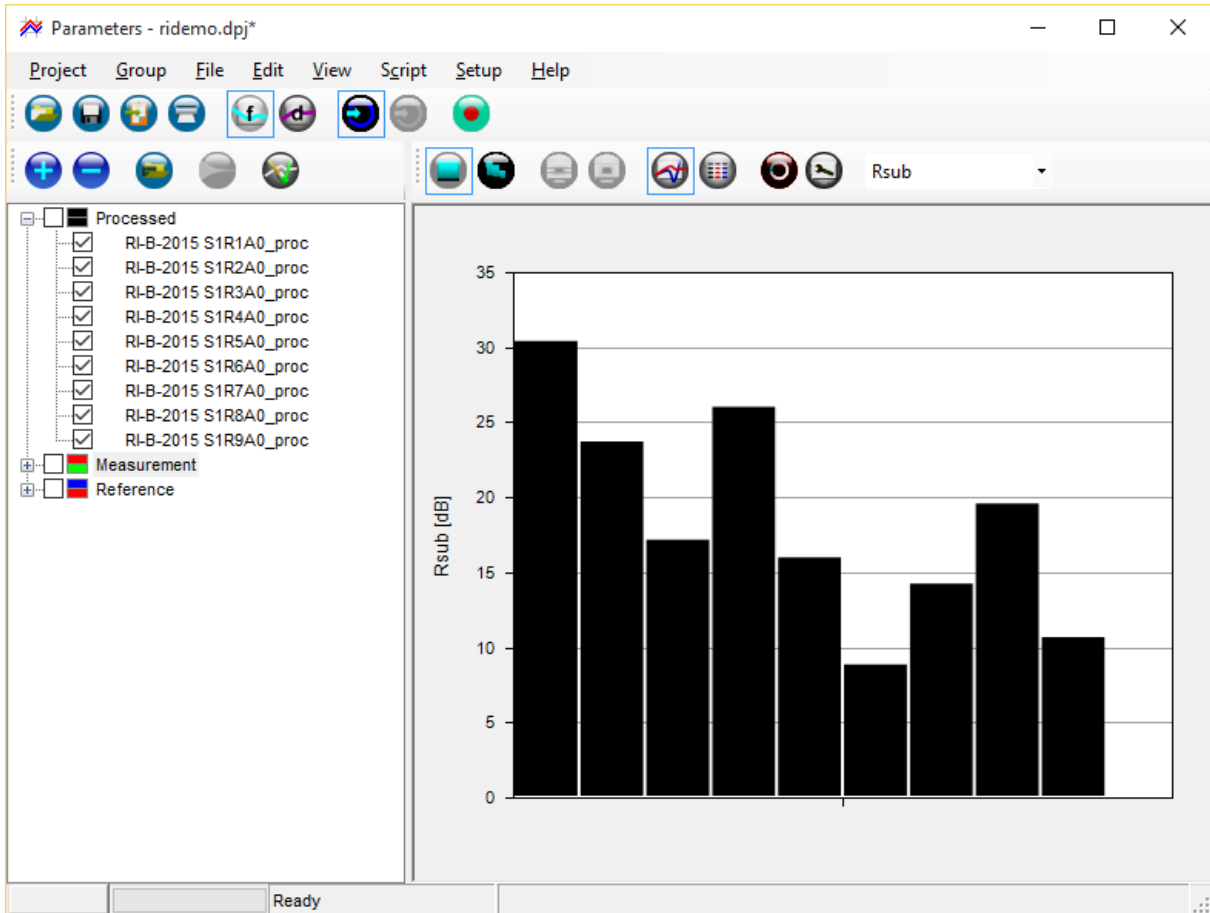 Parameters - ridemo.dpj*
Project Group File Edit View Script Setup Help
f d
Rsub
Processed
RI-B-2015 S1R1A0_proc
RI-B-2015 S1R2A0_proc
RI-B-2015 S1R3A0_proc
RI-B-2015 S1R4A0_proc
RI-B-2015 S1R5A0_proc
RI-B-2015 S1R6A0_proc
RI-B-2015 S1R7A0_proc
RI-B-2015 S1R8A0_proc
RI-B-2015 S1R9A0_proc
Measurement
Reference
35
30
25
20
15
10
5
0
Rsub [dB]
Ready